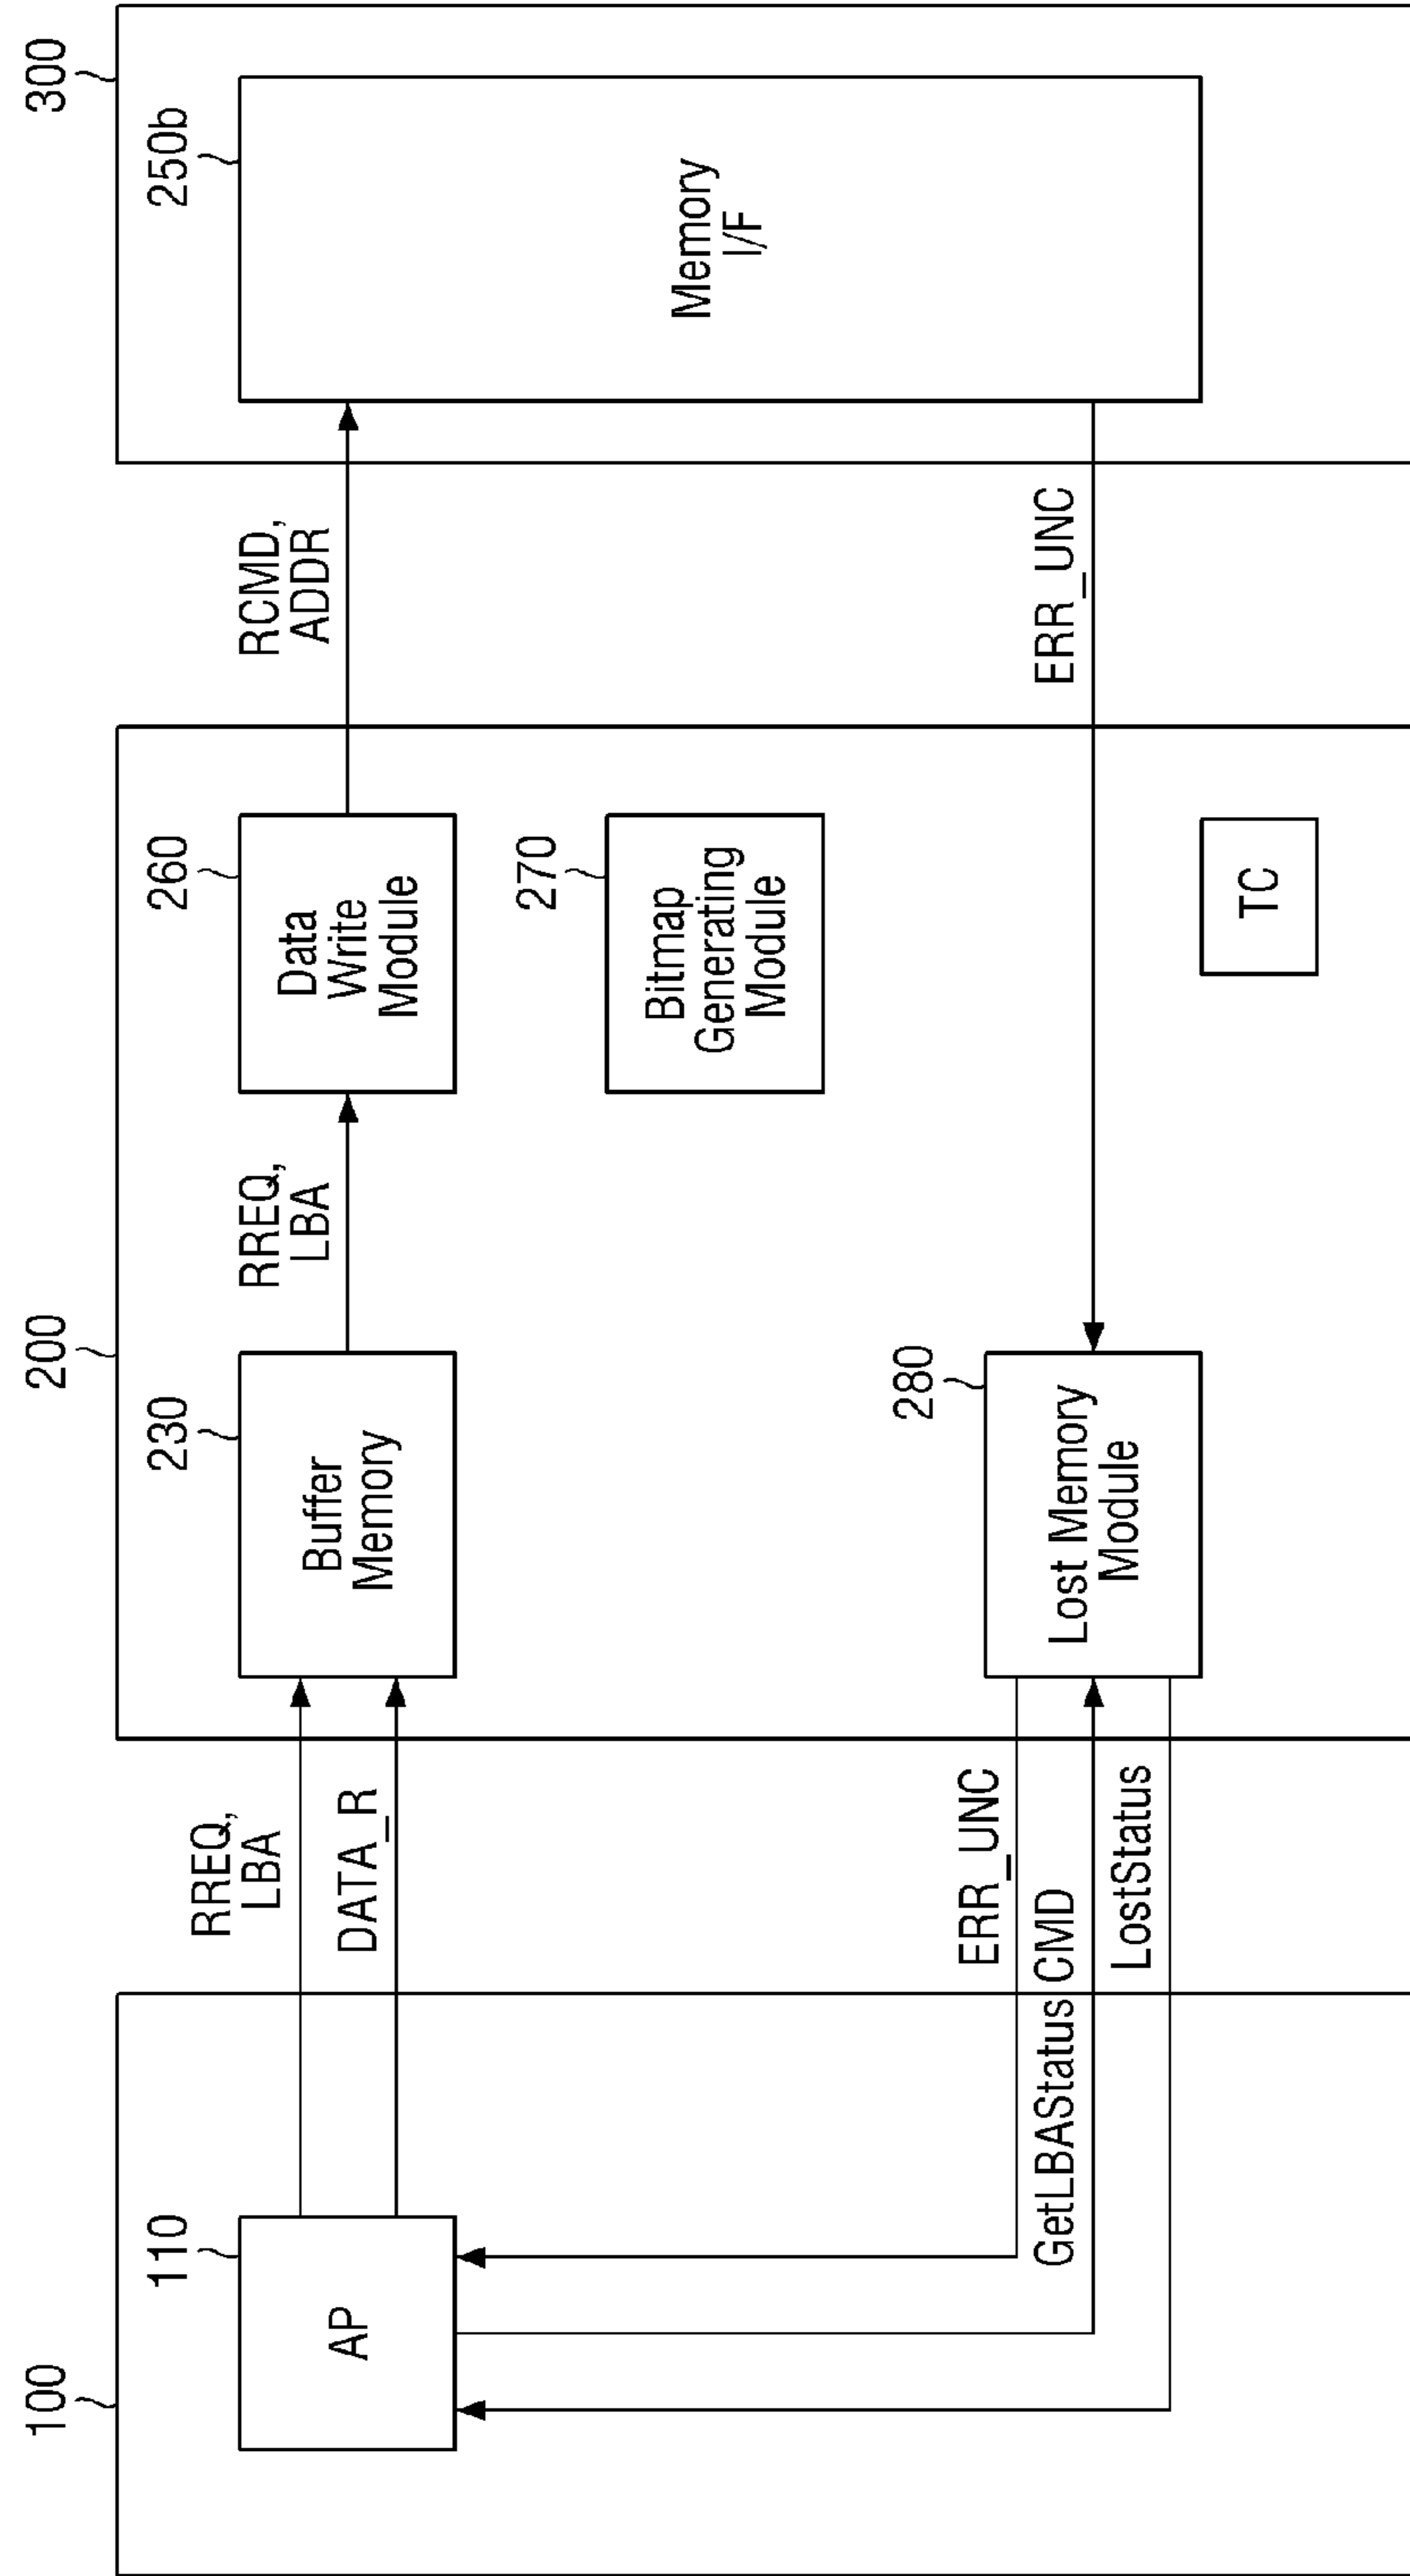 100
110
AP
RREQ,
LBA
DATA_R
ERR_UNC
GetLBAStatus CMD
LostStatus
200
230
Buffer
Memory
RREQ,
LBA
260
Data
Write
Module
270
Bitmap
Generating
Module
280
Lost Memory
Module
TC
RCMD,
ADDR
ERR_UNC
300
250b
Memory
I/F